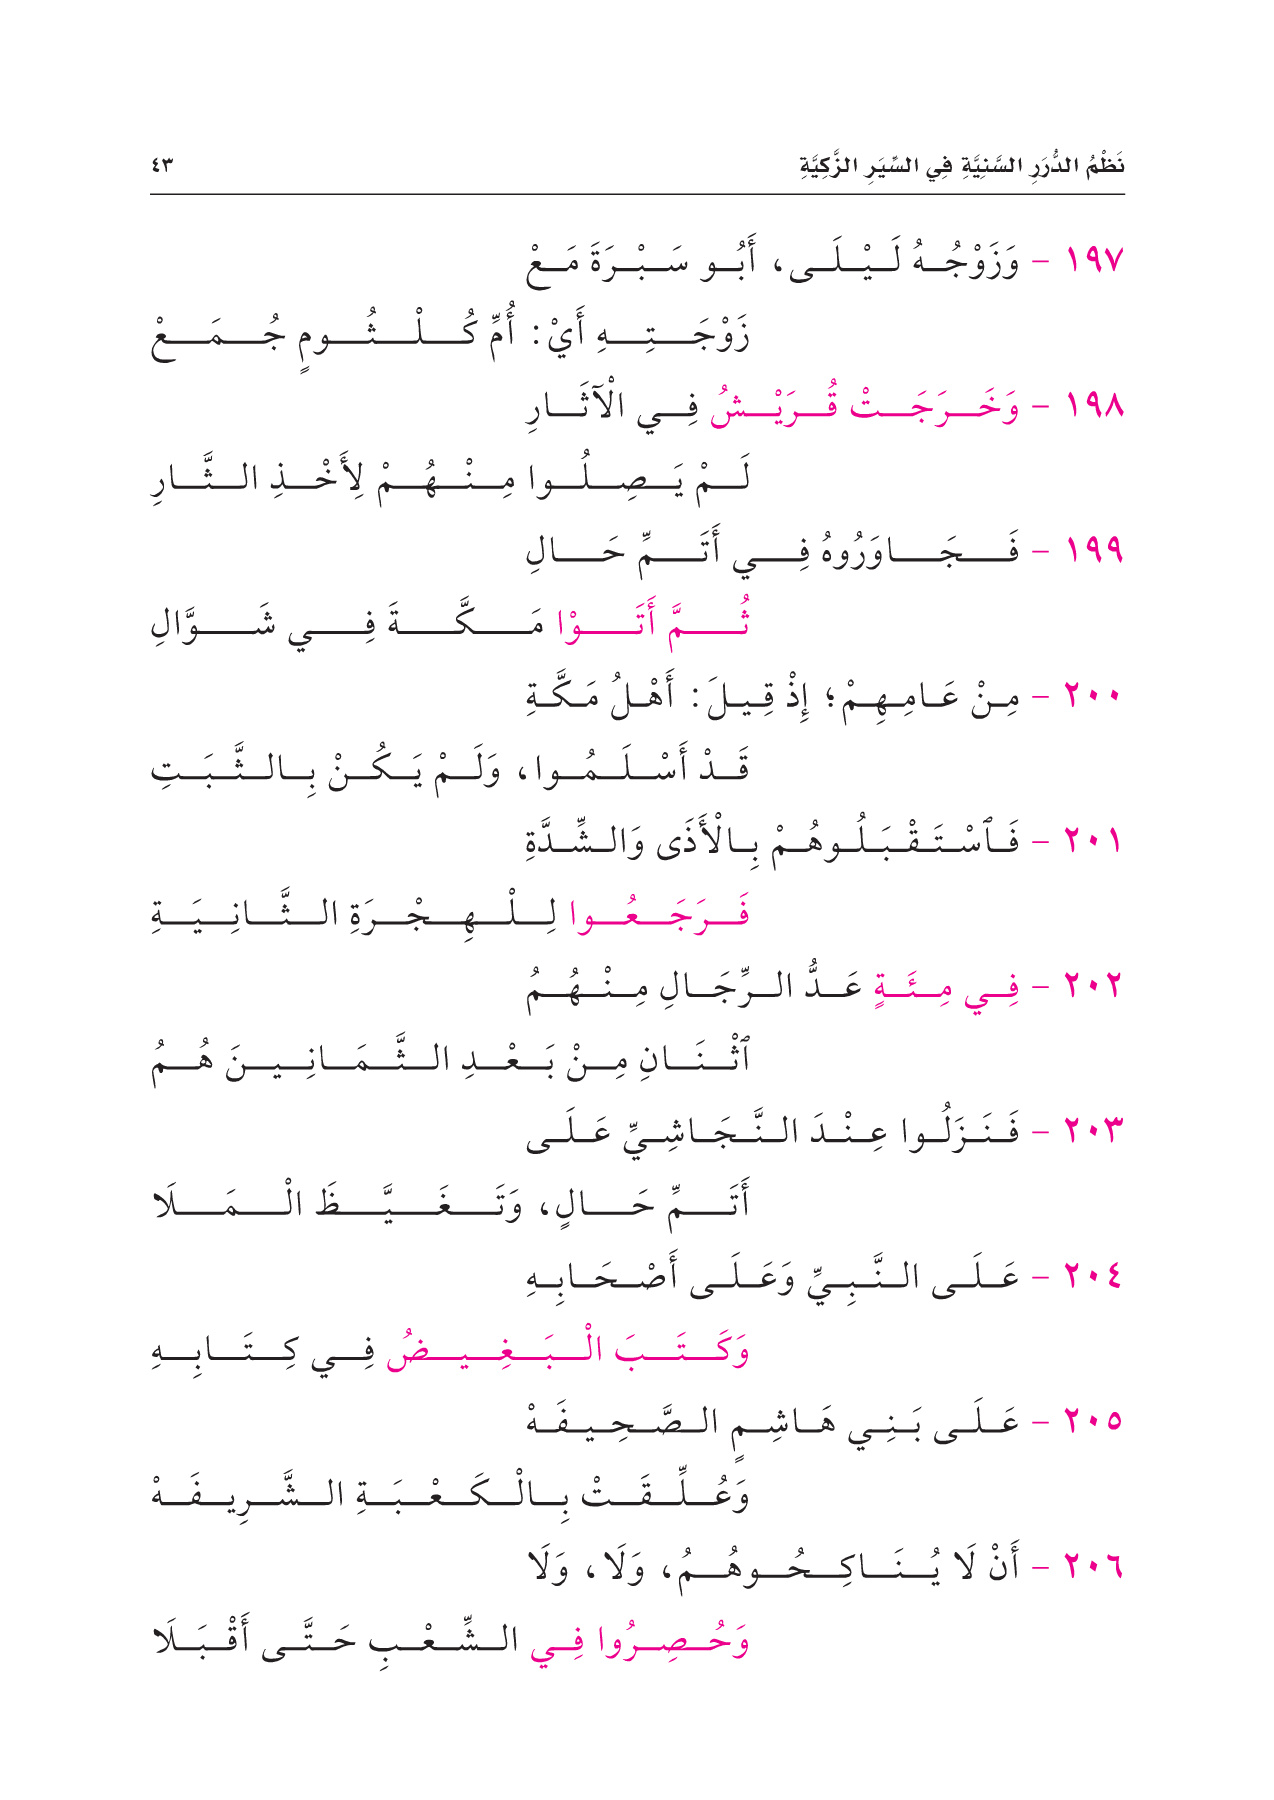 نَظْمُ الدُّرَرِ السَّنِيَّةِ فِي السِّيَرِ الزَّكِيَّةِ ٤٣
١٩٧ - وَزَوْجُهُ لَيْلَى، أَبُو سَبْرَةَ مَعْ
زَوْجَتِهِ أَيْ: أُمِّ كُلْثُومٍ جُمَعْ
١٩٨ - وَخَرَجَتْ قُرَيْشُ فِي الْآثَارِ
لَمْ يَصِلُوا مِنْهُمْ لِأَخْذِ الثَّارِ
١٩٩ - فَجَاوَرُوهُ فِي أَتَمِّ حَالِ
ثُمَّ أَتَوْا مَكَّةَ فِي شَوَّالِ
٢٠٠ - مِنْ عَامِهِمْ؛ إِذْ قِيلَ: أَهْلُ مَكَّةِ
قَدْ أَسْلَمُوا، وَلَمْ يَكُنْ بِالثَّبَتِ
٢٠١ - فَٱسْتَقْبَلُوهُمْ بِالْأَذَى وَالشِّدَّةِ
فَرَجَعُوا لِلْهِجْرَةِ الثَّانِيَةِ
٢٠٢ - فِي مِئَةٍ عَدُّ الرِّجَالِ مِنْهُمُ
ٱثْنَانِ مِنْ بَعْدِ الثَّمَانِينَ هُمُ
٢٠٣ - فَنَزَلُوا عِنْدَ النَّجَاشِيِّ عَلَى
أَتَمِّ حَالٍ، وَتَغَيَّظَ الْمَلَا
٢٠٤ - عَلَى النَّبِيِّ وَعَلَى أَصْحَابِهِ
وَكَتَبَ الْبَغِيضُ فِي كِتَابِهِ
٢٠٥ - عَلَى بَنِي هَاشِمٍ الصَّحِيفَهْ
وَعُلِّقَتْ بِالْكَعْبَةِ الشَّرِيفَهْ
٢٠٦ - أَنْ لَا يُنَاكِحُوهُمُ، وَلَا، وَلَا
وَحُصِرُوا فِي الشِّعْبِ حَتَّى أَقْبَلَا